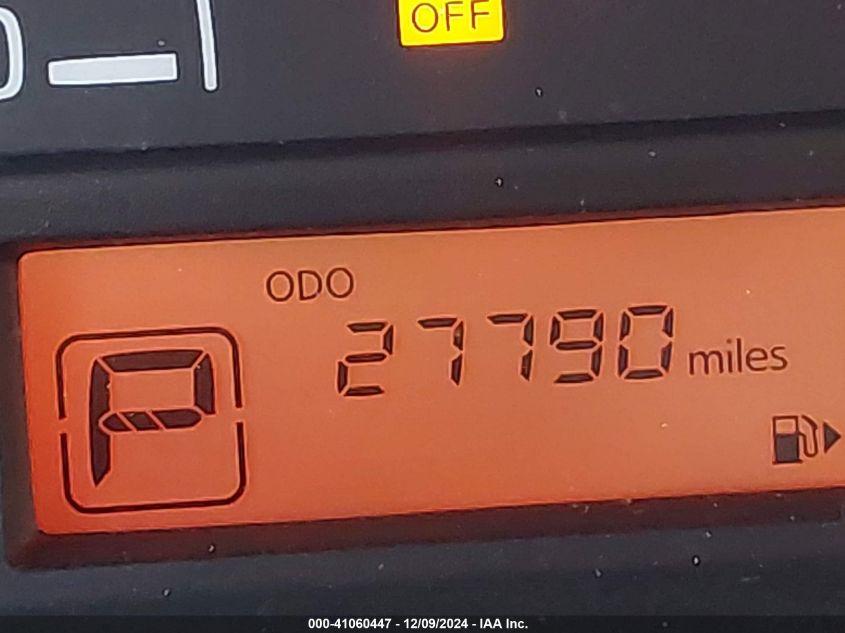 OFF
ODO
27790 miles
P
000-41060447 - 12/09/2024 - IAA Inc.